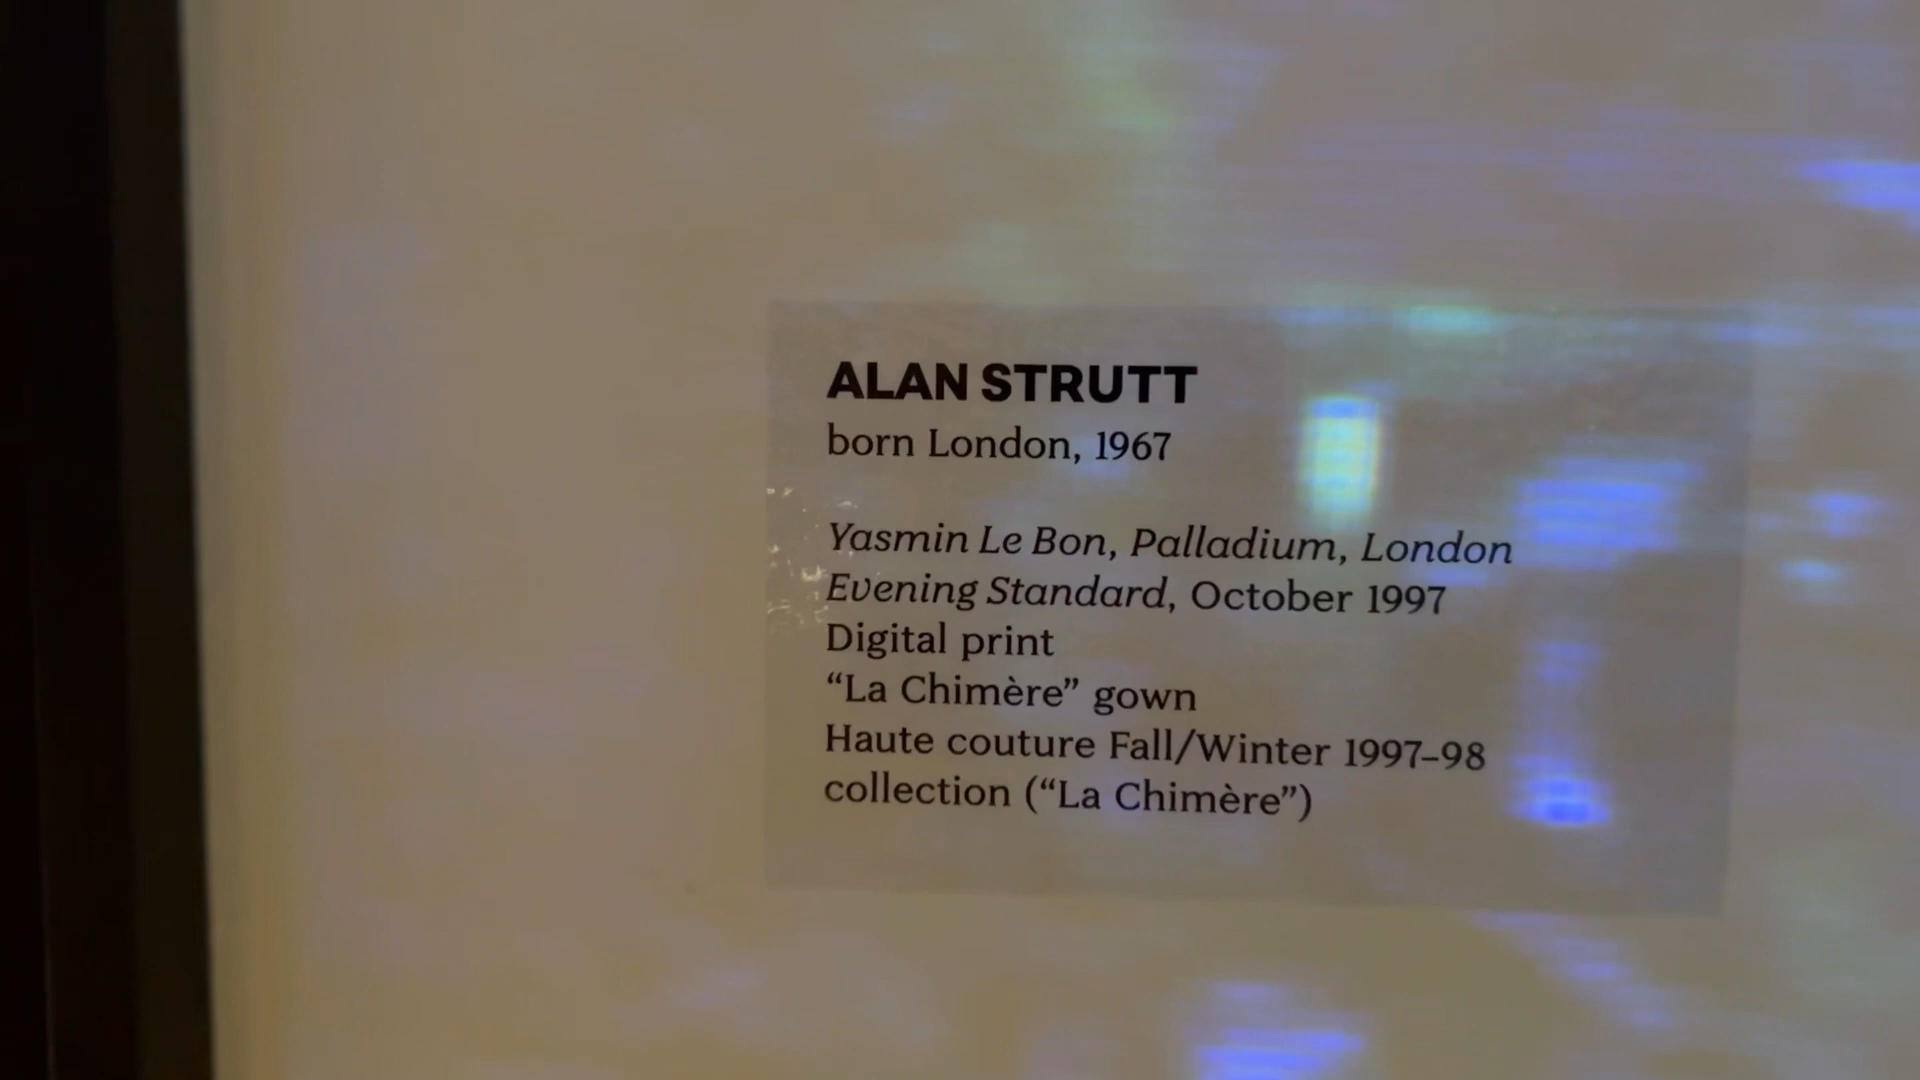 ALAN STRUTT
born London, 1967
Yasmin Le Bon, Palladium, London
Evening Standard, October 1997
Digital print
“La Chimère” gown
Haute couture Fall/Winter 1997–98
collection (“La Chimère”)